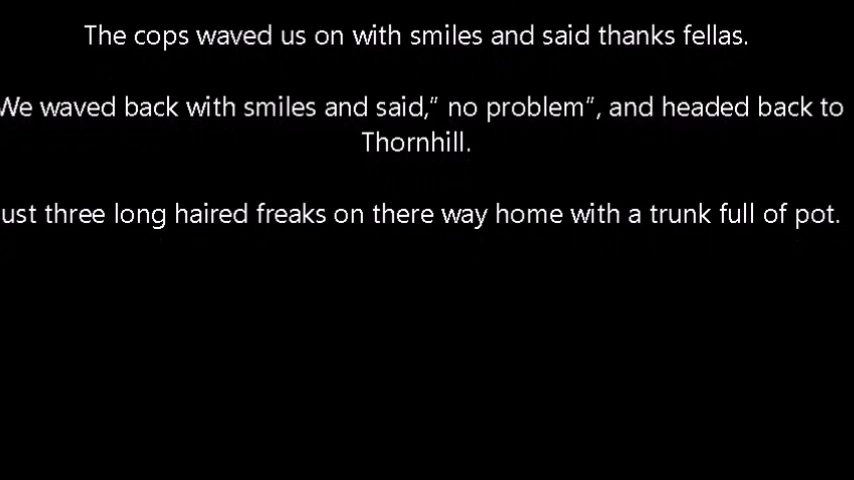 The cops waved us on with smiles and said thanks fellas.
We waved back with smiles and said,” no problem”, and headed back to
Thornhill.
ust three long haired freaks on there way home with a trunk full of pot.